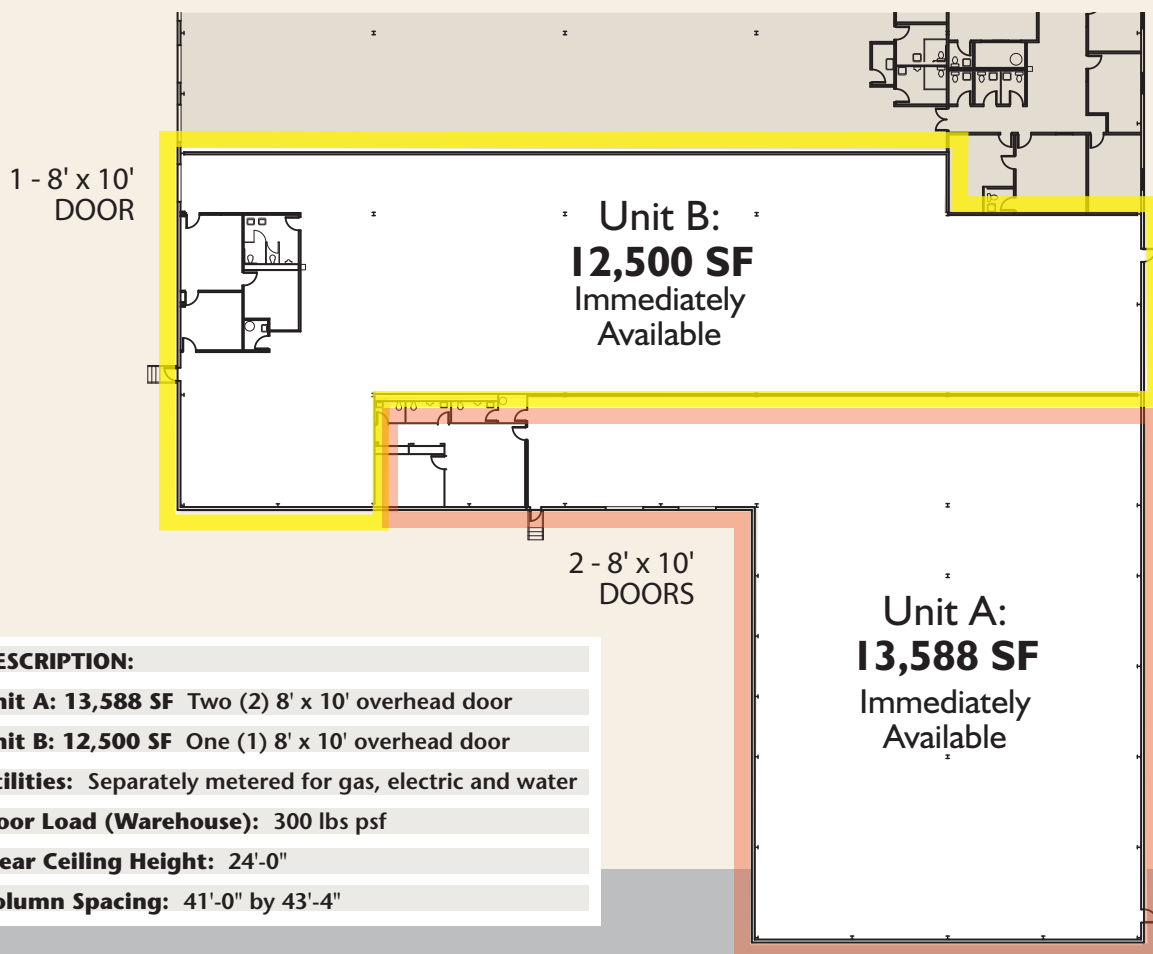 1 - 8' x 10'
DOOR
Unit B:
12,500 SF
Immediately
Available
2 - 8' x 10'
DOORS
Unit A:
13,588 SF
Immediately
Available
ESCRIPTION:
nit A: 13,588 SF Two (2) 8' x 10' overhead door
nit B: 12,500 SF One (1) 8' x 10' overhead door
tilities: Separately metered for gas, electric and water
oor Load (Warehouse): 300 lbs psf
ear Ceiling Height: 24'-0"
olumn Spacing: 41'-0" by 43'-4"